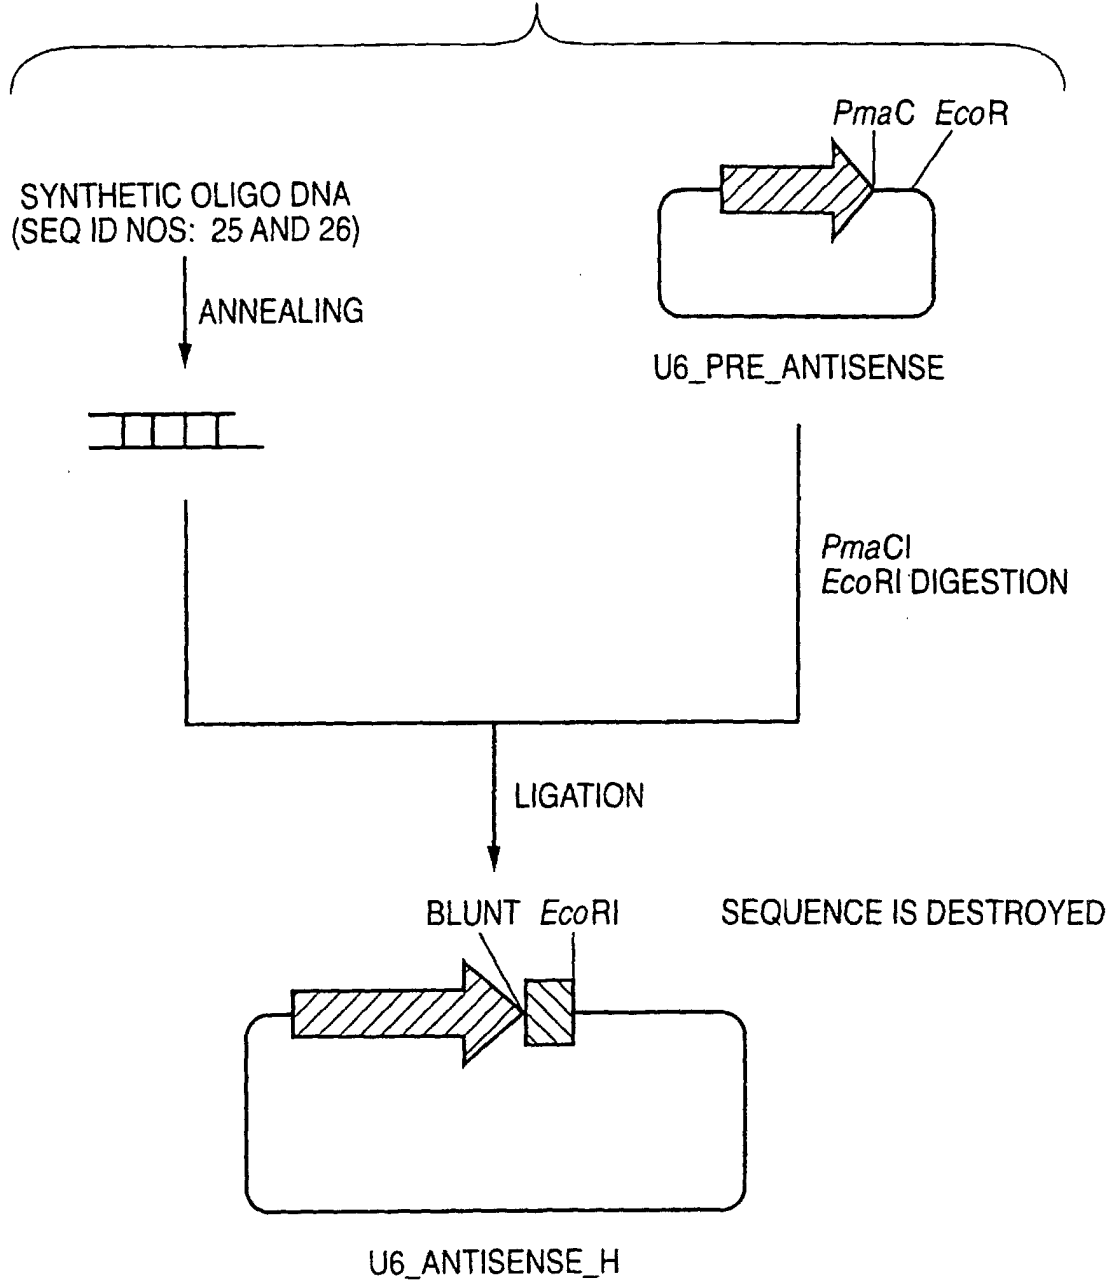 PmaC EcoR
SYNTHETIC OLIGO DNA
(SEQ ID NOS: 25 AND 26)
ANNEALING
U6_PRE_ANTISENSE
PmaCI
EcoRI DIGESTION
LIGATION
BLUNT EcoRI SEQUENCE IS DESTROYED
U6_ANTISENSE_H